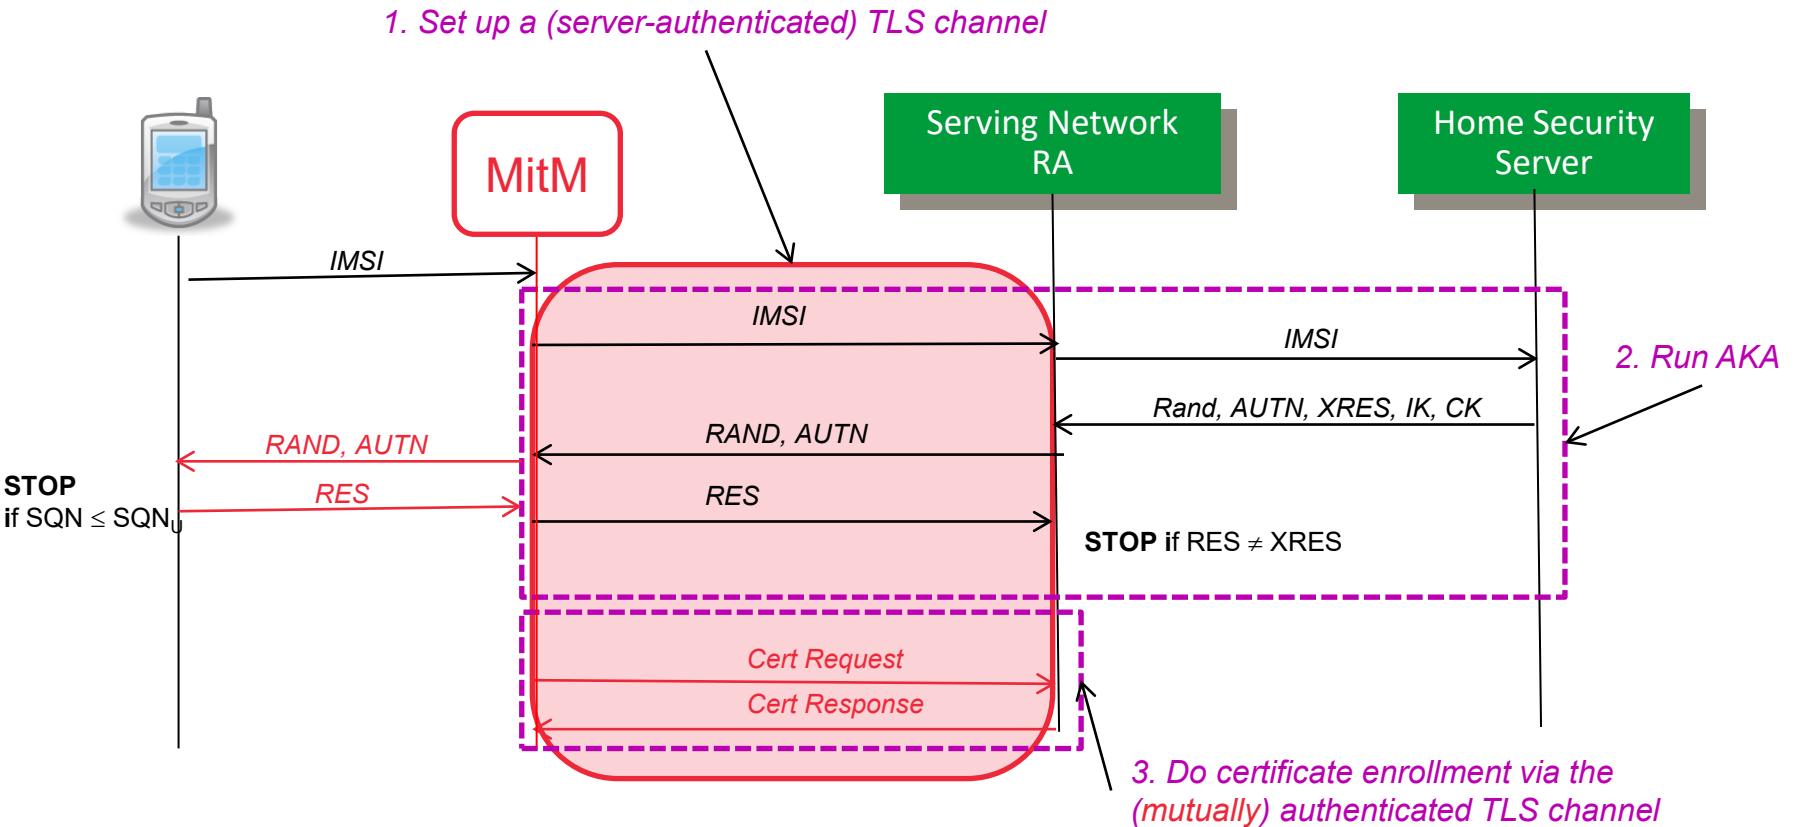 1. Set up a (server-authenticated) TLS channel
MitM
Serving Network
RA
Home Security
Server
IMSI
IMSI
IMSI
2. Run AKA
Rand, AUTN, XRES, IK, CK
RAND, AUTN
RAND, AUTN
STOP
if SQN ≤ SQN_U
RES
RES
STOP if RES ≠ XRES
Cert Request
Cert Response
3. Do certificate enrollment via the
(mutually) authenticated TLS channel